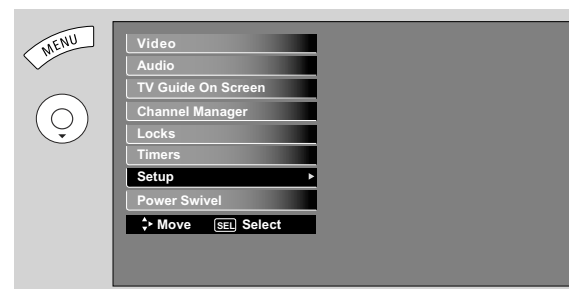 MENU
Video
Audio
TV Guide On Screen
Channel Manager
Locks
Timers
Setup
Power Swivel
Move SEL Select